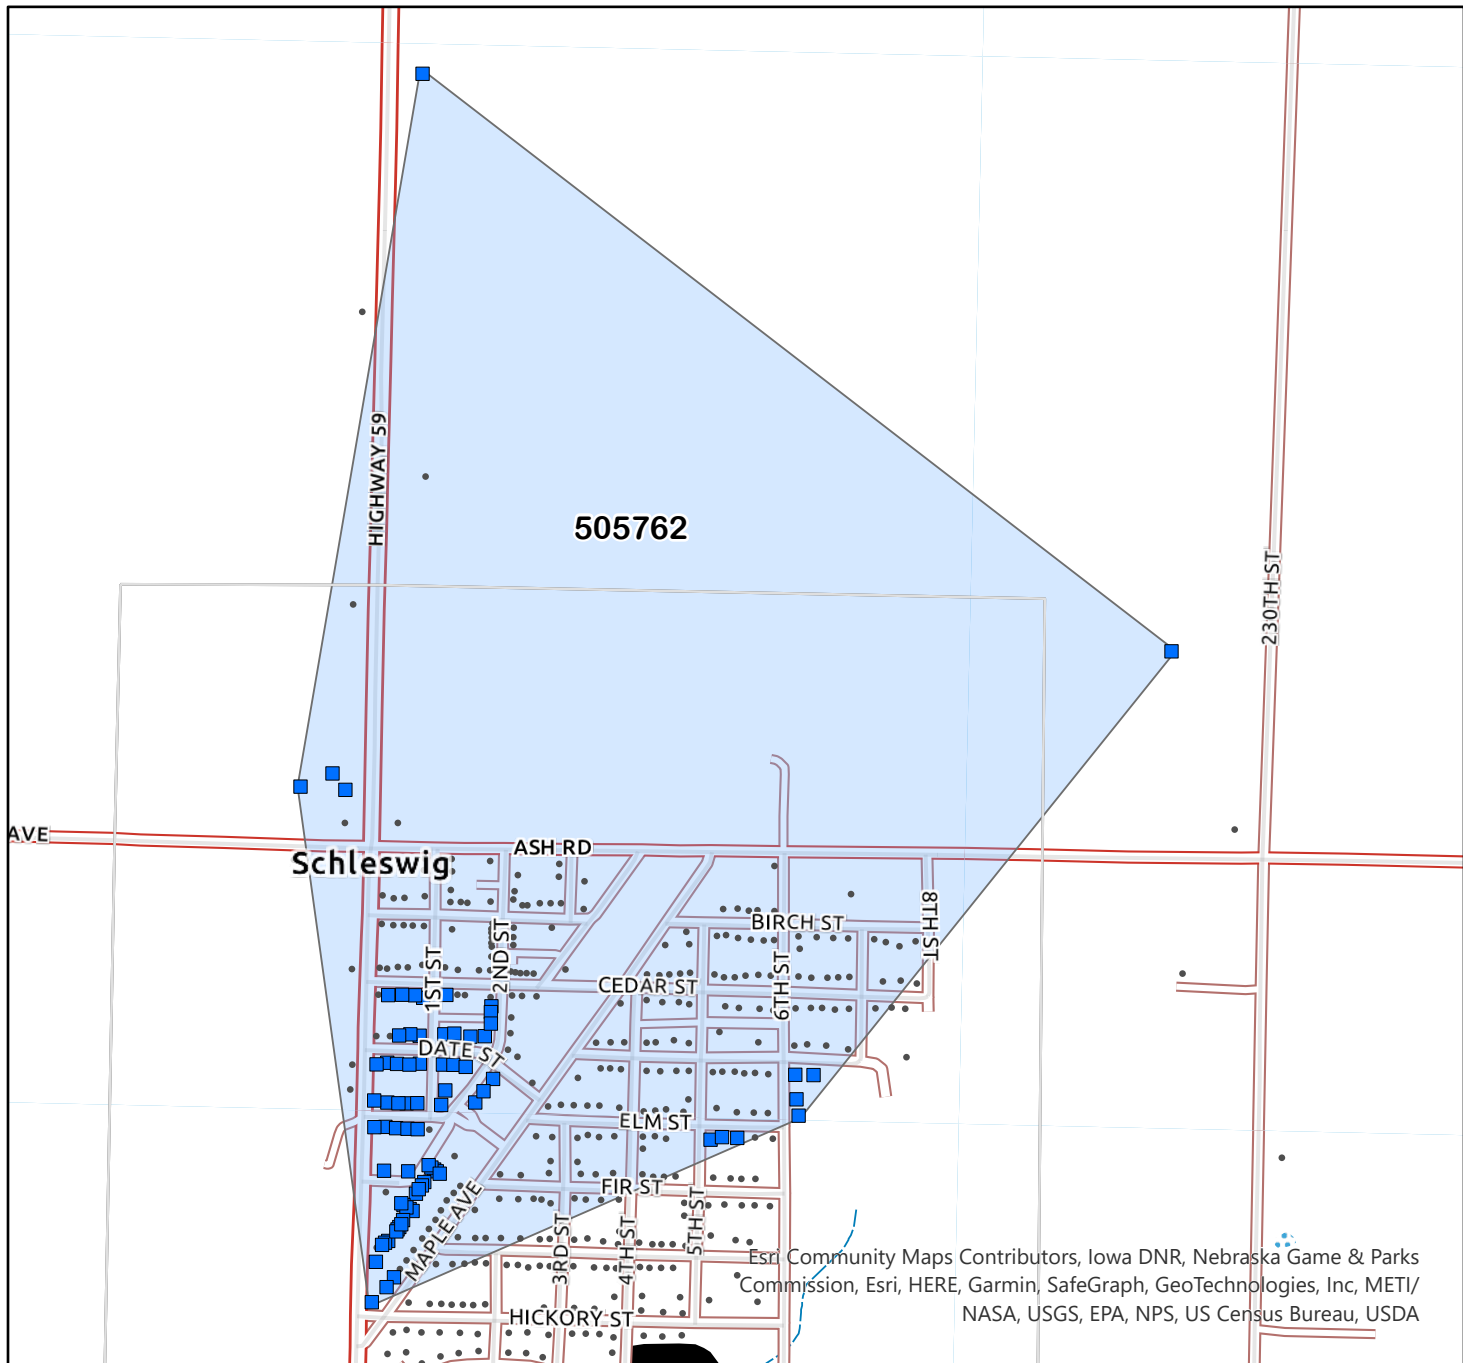 HIGHWAY 59
505762
230TH ST
AVE
ASH RD
Schleswig
8TH ST
BIRCH ST
2ND ST
1ST ST
6TH ST
CEDAR ST
DATE ST
ELM ST
FIR ST
MAPLE AVE
5TH ST
3RD ST
4TH ST
HICKORY ST
Esri Community Maps Contributors, Iowa DNR, Nebraska Game & Parks
Commission, Esri, HERE, Garmin, SafeGraph, GeoTechnologies, Inc, METI/
NASA, USGS, EPA, NPS, US Census Bureau, USDA